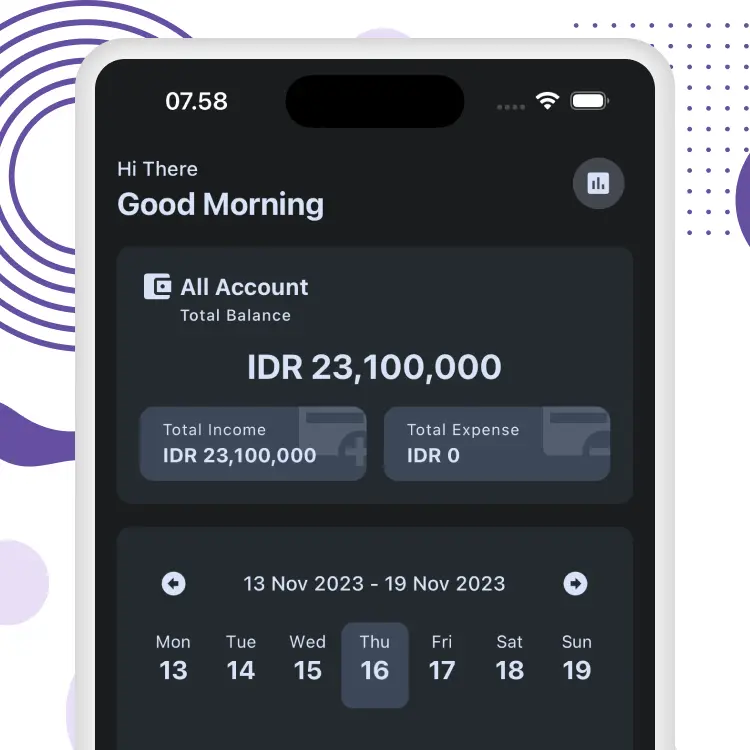 07.58
Hi There
Good Morning
All Account
Total Balance
IDR 23,100,000
Total Income
IDR 23,100,000
Total Expense
IDR 0
13 Nov 2023 - 19 Nov 2023
Mon Tue Wed Thu Fri Sat Sun
13 14 15 16 17 18 19